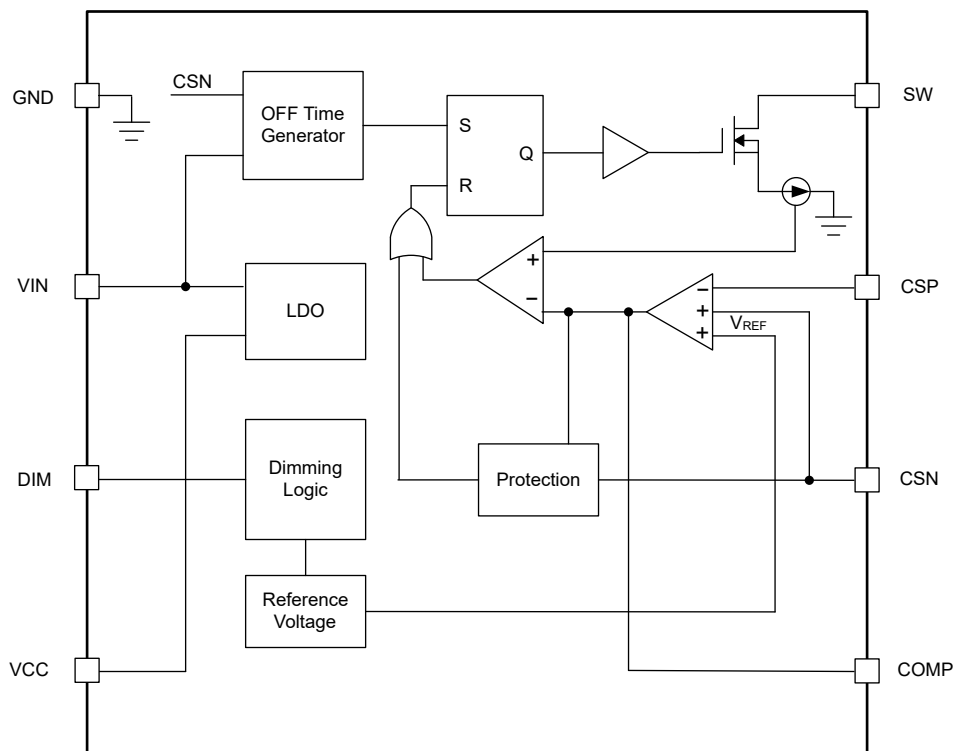 GND
CSN
OFF Time
Generator
S
Q
R
SW
VIN
LDO
+
−
−
+
+
VREF
CSP
DIM
Dimming
Logic
Protection
CSN
Reference
Voltage
VCC
COMP